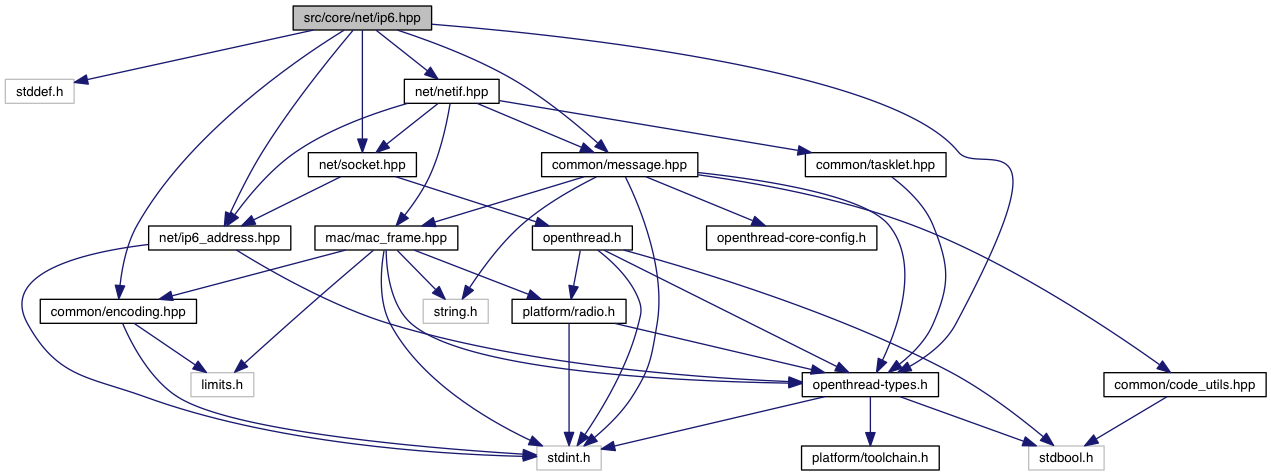 src/core/net/ip6.hpp
stddef.h
net/netif.hpp
net/socket.hpp
common/message.hpp
common/tasklet.hpp
net/ip6_address.hpp
mac/mac_frame.hpp
openthread.h
openthread-core-config.h
common/encoding.hpp
string.h
platform/radio.h
limits.h
openthread-types.h
common/code_utils.hpp
stdint.h
platform/toolchain.h
stdbool.h